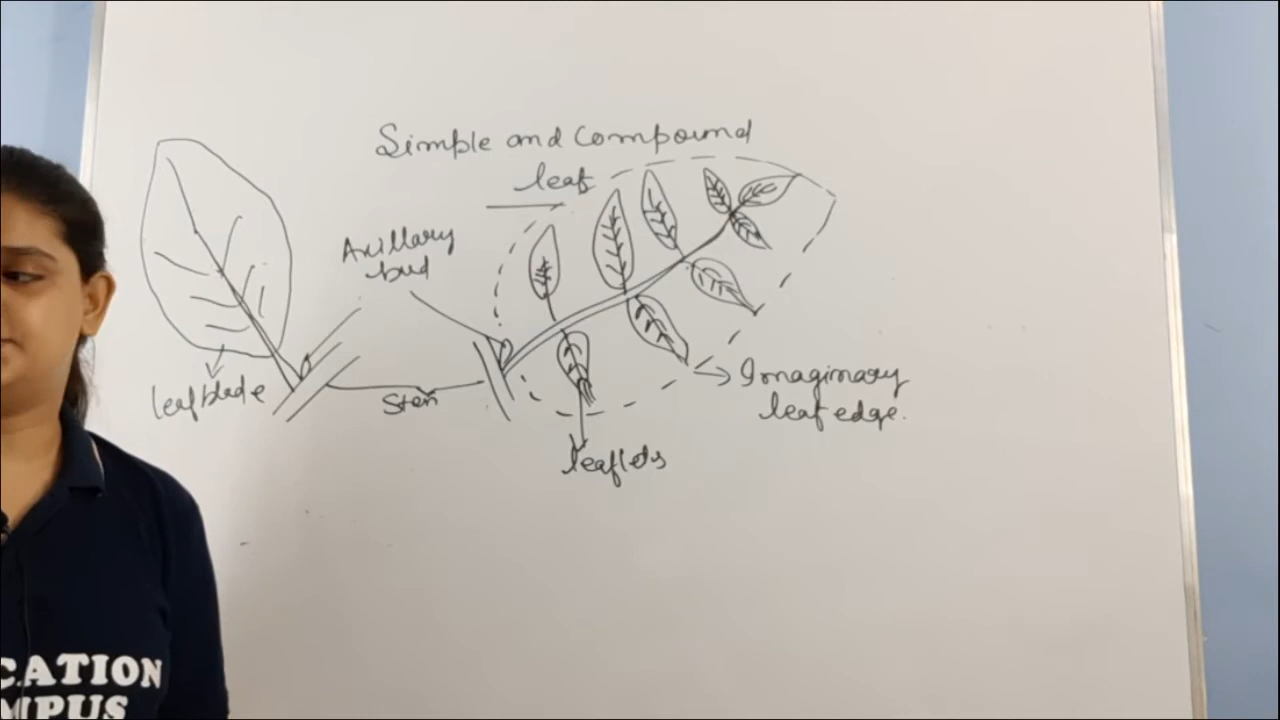 Simple and Compound
leaf
Axillary
bud
leaf blade
Stem
leaflets
Imaginary
leaf edge.
CATION
MPUS